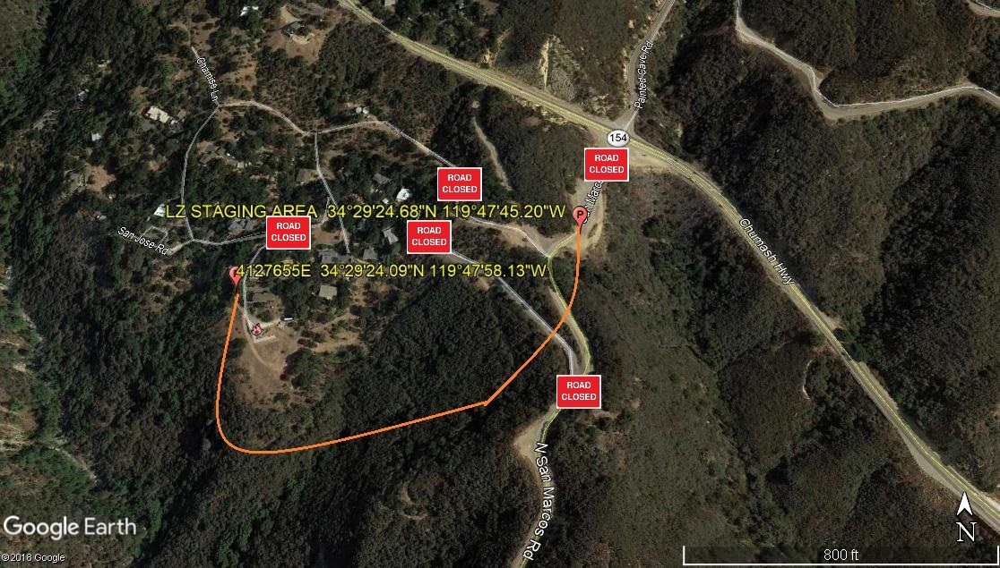 Chamise Ln
Painted Cave Rd
154
ROAD
CLOSED
ROAD
CLOSED
San Marcos
LZ STAGING AREA 34°29'24.68"N 119°47'45.20"W
P
ROAD
CLOSED
ROAD
CLOSED
San Jose Rd
Chumash Hwy
4127655E 34°29'24.09"N 119°47'58.13"W
ROAD
CLOSED
N San Marcos Rd
N
Google Earth
©2018 Google
800 ft